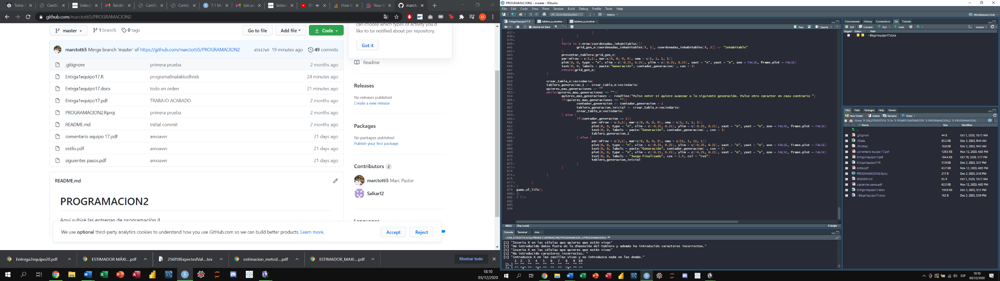 Tema I
CamSc
Selecci
Recibid
CamSc
CamSc
7.1 Mu
(sin as
Selecci
(1
How to
Your G
marcto
github.com/marctotti5/PROGRAMACION2
master
1 branch
0 tags
Go to file
Add file
Code
can choose which types of activity you'd
like to be notified about per repository.
Got it
marctotti5 Merge branch 'master' of https://github.com/marctotti5/PROGRAMACION2
d5617e9 19 minutes ago
49 commits
.gitignore primera prueba 2 months ago
Entrga1equipo17.R programafinalakksdhnsk 24 minutes ago
Entrga1equipo17.docx todo en orden 21 minutes ago
Entrga1equipo17.pdf TRABAJO ACABADO 2 months ago
PROGRAMACION2.Rproj primera prueba 2 months ago
README.md Initial commit 2 months ago
comentario equipo 17.pdf amoaver 21 days ago
estilo.pdf amoaver 21 days ago
siguientes pasos.pdf amoaver 21 days ago
README.md
PROGRAMACION2
Aquí subiré las entregas de programación II
Readme
Releases
No releases published
Create a new release
Packages
No packages published
Publish your first package
Contributors 2
marctotti5 Marc Pastor
Salkar12
Languages
We use optional third-party analytics cookies to understand how you use GitHub.com so we can build better products. Learn more.
Accept
Reject
Entrega2equipo20.pdf
ESTIMADOR MÁXI....pdf
256f18ExpectedVal....tex
estimacion_metod....pdf
ESTIMADOR_MAXI....pdf
Mostrar todo
18:10
03/12/2020
PROGRAMACION2 - master - RStudio
File Edit Code View Plots Session Build Debug Profile Tools Help
Go to file/function
Addins
PROGRAMACION2
Entrga1equipo17.R
tablero_a_mostrar
tablero_a_mostrar
Source on Save
Run
Source
637 }
638 }
639 }
640 for(i in 1:nrow(coordenadas_inhabitables)){
641 grid_gen_n[coordenadas_inhabitables[i, 1], coordenadas_inhabitables[i, 2]] <- "Inhabitable"
642 }
643 presentar_tablero(grid_gen_n)
644 par(mfrow = c(1,1), mar=c(0, 0, 0, 0), oma = c(1, 1, 1, 1))
645 plot(0, 0, type = "n", xlim = c(-0.25, 0.25), ylim = c(-0.25, 0.25), xaxt = "n", yaxt = "n", ann = FALSE, frame.plot = FALSE)
646 text(0, 0, labels = paste("Generación", contador_generacion) , cex = 3)
647 return(grid_gen_n)
648 }
649
650 crear_tabla_n(vecindario)
651 tablero_generacion_1 <- crear_tabla_n(vecindario)
652 quieres_mas_generaciones <- ""
653 while(quieres_mas_generaciones == ""){
654 quieres_mas_generaciones <- readline("Pulse enter si quiere avanzar a la siguiente generación. Pulse otro caracter en caso contrario ")
655 if(quieres_mas_generaciones == ""){
656 contador_generacion <- contador_generacion + 1
657 tablero_generacion_inicial <- crear_tabla_n(vecindario)
658 crear_tabla_n(vecindario)
659 } else {
660 if(contador_generacion == 1){
661 par(mfrow = c(1,1), mar=c(0, 0, 0, 0), oma = c(1, 1, 1, 1))
662 plot(0, 0, type = "n", xlim = c(-0.25, 0.25), ylim = c(-0.25, 0.25), xaxt = "n", yaxt = "n", ann = FALSE, frame.plot = FALSE)
663 text(0, 0, labels = paste("Generación", contador_generacion) , cex = 3)
664 tablero_generacion_1
665 } else {
666 par(mfrow = c(2,1), mar=c(0, 0, 0, 0), oma = c(11, 1, 11, 1))
667 plot(0, 0, type = "n", xlim = c(-0.25, 0.25), ylim = c(-0.25, 0.25), xaxt = "n", yaxt = "n", ann = FALSE, frame.plot = FALSE)
668 text(0, 0, labels = paste("Generación", contador_generacion) , cex = 3)
669 plot(0, 0, type = "n", xlim = c(-0.25, 0.25), ylim = c(-0.25, 0.25), xaxt = "n", yaxt = "n", ann = FALSE, frame.plot = FALSE)
670 text(0, 0, labels = "Juego Finalizado", cex = 1.5, col = "red")
671 tablero_generacion_inicial
672 }
673 }
674
675 }
676
677 }
678 }
679 game_of_life()
680 }
681 # fin
682
683
684
680:2 (Top Level) R Script
Console Terminal Jobs
~/UNI_ESTADISTICA/2o/PRIMER CUATRIMESTRE/PROGRAMACION_2/PROGRAMACION2/
[1] "Inserta X en las células que quieres que estén vivas"
[1] "Ha introducido datos fuera de la dimensión del tablero y además ha introducido caracteres incorrectos."
[1] "Inserta X en las células que quieres que estén vivas"
[1] "Ha introducido caracteres incorrectos. "
[1] "Introduzca X en las casillas vivas y no introduzca nada en las demás."
1 2 3 4 5 6 7 8 9 10
[1,] "" "" "" "" "" "" "" "" "" ""
[2,] "" "x" "" "x" "" "" "" "x" "" ""
Environment History Connections Git Tutorial
Diff Commit Pull Push master
Staged Status Path
~$trga1equipo17.docx
Files Plots Packages Help Viewer
New Folder Delete Rename More
Home UNI_ESTADISTICA 2o PRIMER CUATRIMESTRE PROGRAMACION_2 PROGRAMACION2
Name Size Modified
..
.gitignore 44 B Oct 1, 2020, 10:17 AM
.RData 85.2 KB Dec 3, 2020, 9:44 AM
.Rhistory 18.8 KB Dec 3, 2020, 9:43 AM
comentario equipo 17.pdf 129.5 KB Nov 12, 2020, 4:03 PM
Entrga1equipo17.pdf 184.4 KB Oct 19, 2020, 1:17 PM
Entrga1equipo17.R 51.9 KB Dec 3, 2020, 5:57 PM
estilo.pdf 63.7 KB Nov 12, 2020, 4:03 PM
PROGRAMACION2.Rproj 217 B Dec 3, 2020, 2:18 PM
README.md 65 B Oct 1, 2020, 10:17 AM
siguientes pasos.pdf 62.5 KB Nov 12, 2020, 4:03 PM
Entrga1equipo17.docx 190.9 KB Dec 3, 2020, 5:51 PM
~$trga1equipo17.docx 162 B Dec 3, 2020, 5:59 PM
ESP
18:10
03/12/2020